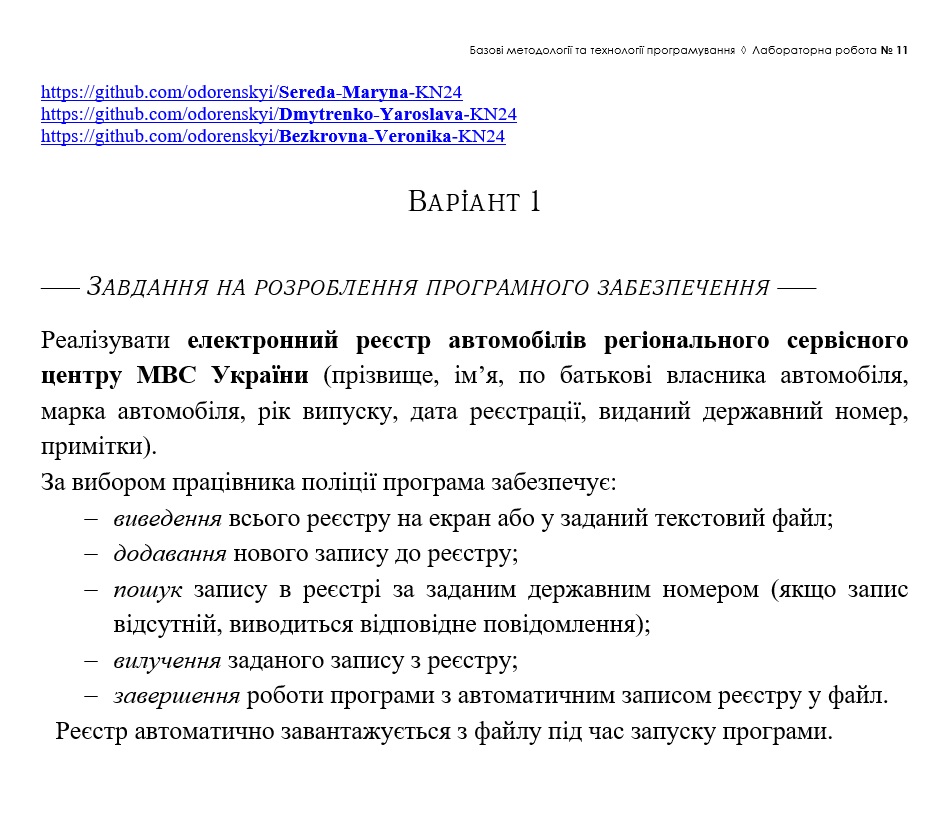 Базові методології та технології програмування ◊ Лабораторна робота № 11
https://github.com/odorenskyi/Sereda-Maryna-KN24
https://github.com/odorenskyi/Dmytrenko-Yaroslava-KN24
https://github.com/odorenskyi/Bezkrovna-Veronika-KN24
ВАРІАНТ 1
—— ЗАВДАННЯ НА РОЗРОБЛЕННЯ ПРОГРАМНОГО ЗАБЕЗПЕЧЕННЯ ——
Реалізувати електронний реєстр автомобілів регіонального сервісного
центру МВС України (прізвище, ім’я, по батькові власника автомобіля,
марка автомобіля, рік випуску, дата реєстрації, виданий державний номер,
примітки).
За вибором працівника поліції програма забезпечує:
– виведення всього реєстру на екран або у заданий текстовий файл;
– додавання нового запису до реєстру;
– пошук запису в реєстрі за заданим державним номером (якщо запис
відсутній, виводиться відповідне повідомлення);
– вилучення заданого запису з реєстру;
– завершення роботи програми з автоматичним записом реєстру у файл.
Реєстр автоматично завантажується з файлу під час запуску програми.